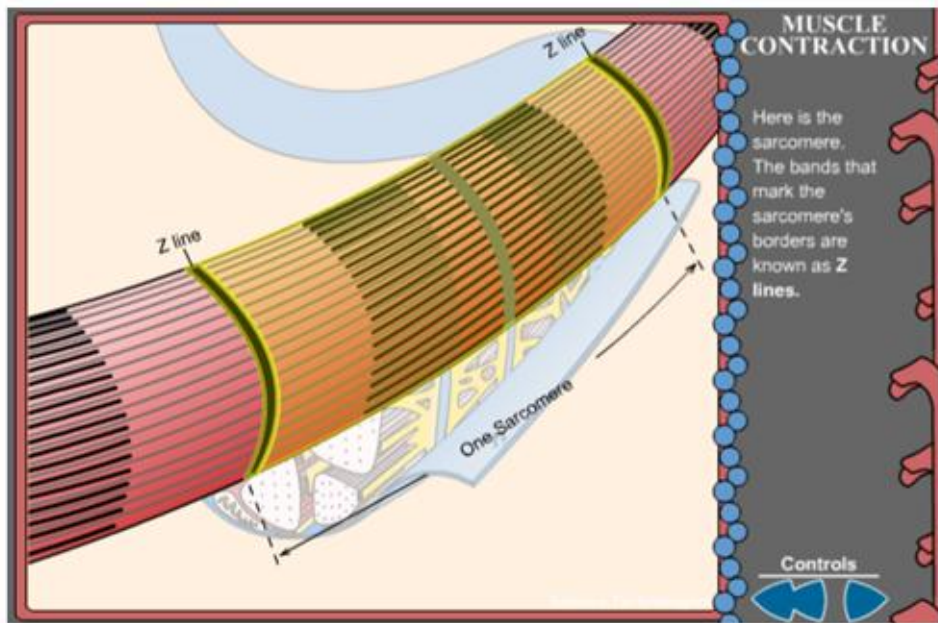 MUSCLE
CONTRACTION
Z line
Here is the
sarcomere.
The bands that
mark the
sarcomere's
borders are
known as Z
lines.
Z line
One Sarcomere
Controls